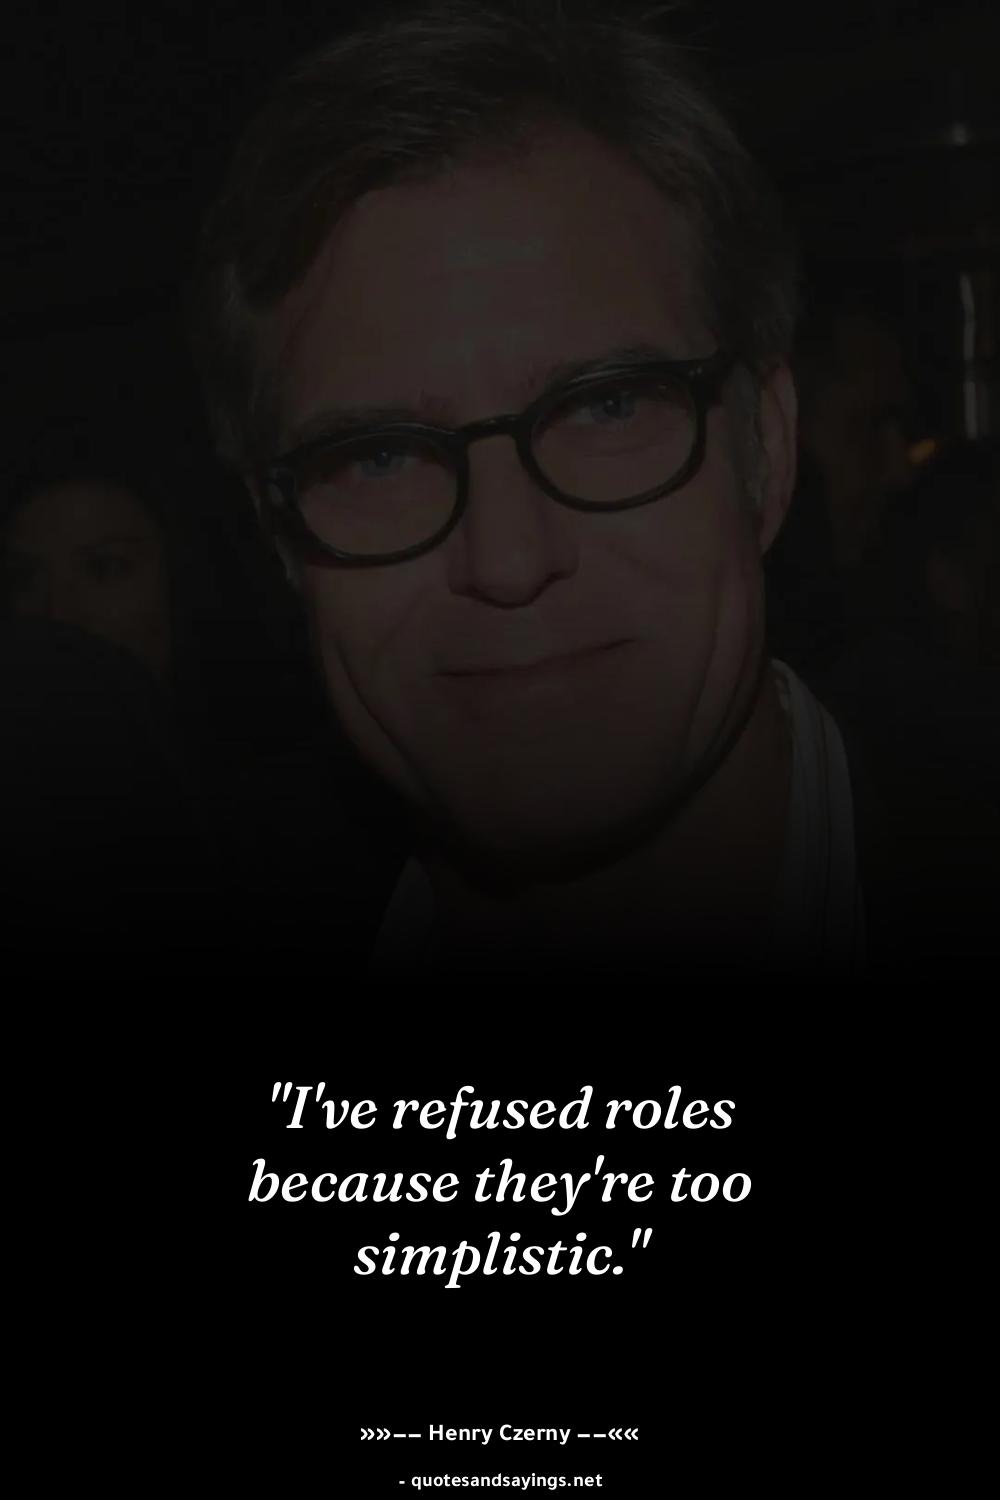 "I've refused roles
because they're too
simplistic."
»»−− Henry Czerny −−««
- quotesandsayings.net